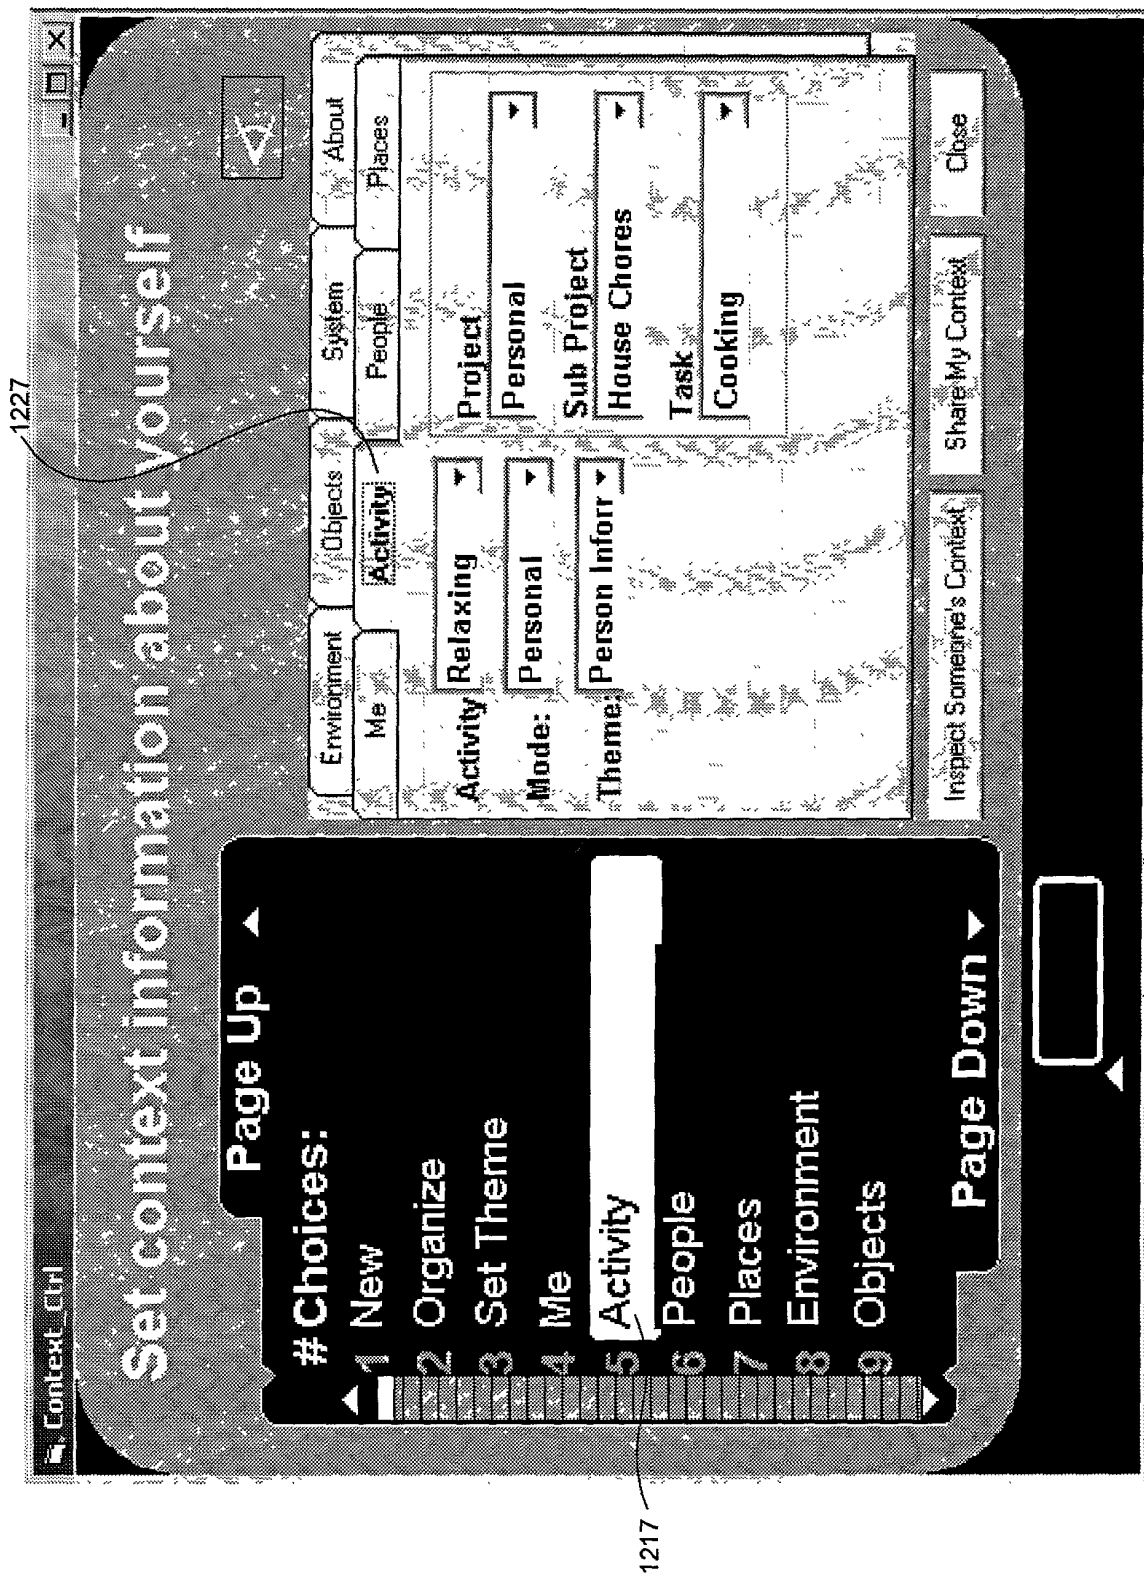 1227
Context_Ctrl
Set context information about yourself
Page Up
# Choices:
1 New
2 Organize
3 Set Theme
4 Me
5 Activity
6 People
7 Places
8 Environment
9 Objects
Page Down
Environment Objects System About
Me Activity People Places
Activity Relaxing
Mode: Personal
Theme: Person Inforr
Project
Personal
Sub Project
House Chores
Task
Cooking
Inspect Someone's Context Share My Context Close
1217